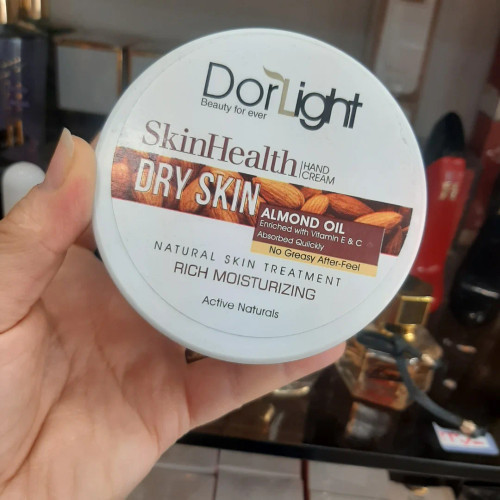 DorLight
Beauty for ever
SkinHealth
HAND
CREAM
DRY SKIN
ALMOND OIL
Enriched with Vitamin E & C
Absorbed Quiickly
No Greasy After-Feel
NATURAL SKIN TREATMENT
RICH MOISTURIZING
Active Naturals